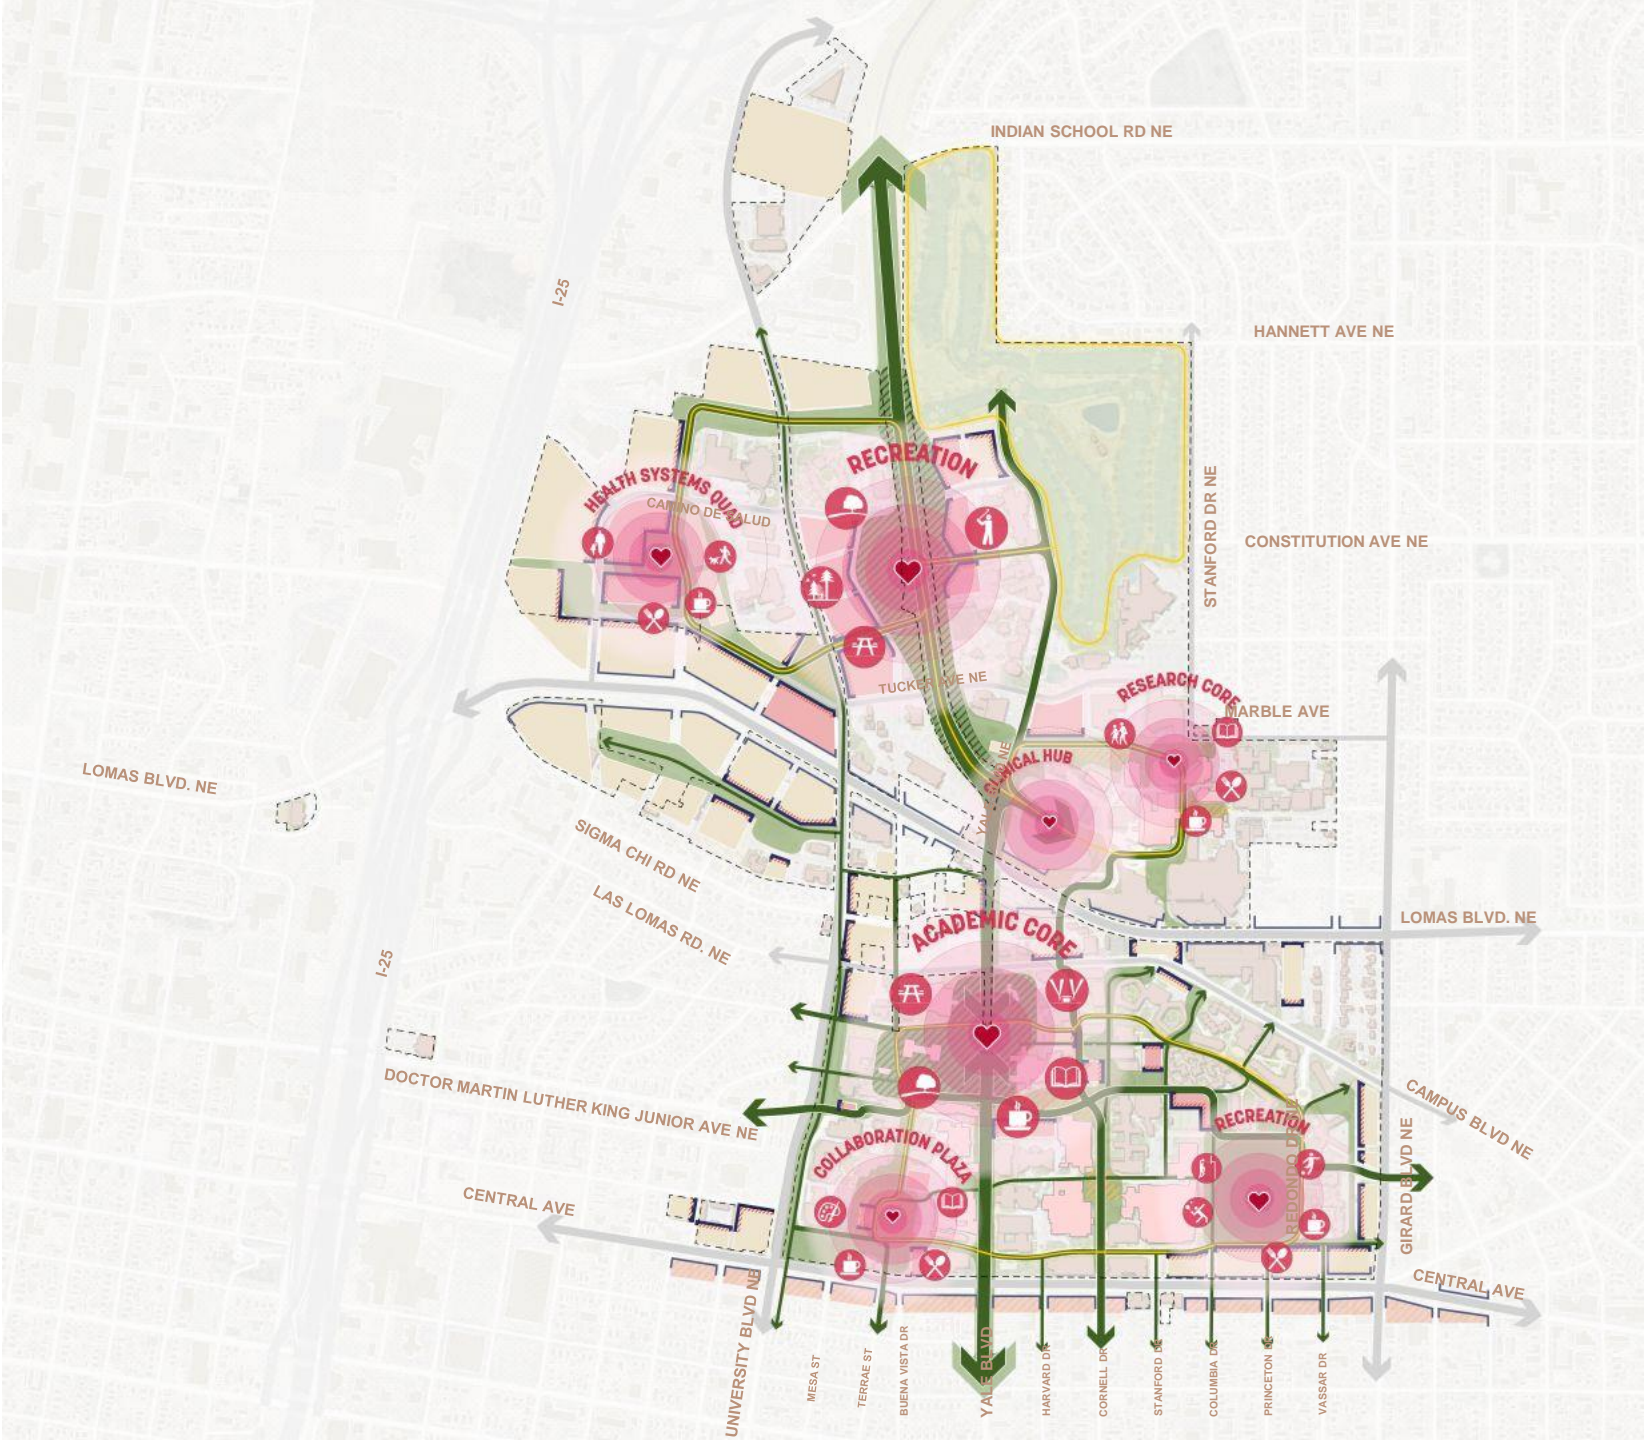 INDIAN SCHOOL RD NE
I-25
HANNETT AVE NE
RECREATION
HEALTH SYSTEMS QUAD
CAMINO DE SALUD
STANFORD DR NE
CONSTITUTION AVE NE
TUCKER AVE NE
RESEARCH CORE
MARBLE AVE
CLINICAL HUB
LOMAS BLVD. NE
SIGMA CHI RD NE
LAS LOMAS RD. NE
ACADEMIC CORE
LOMAS BLVD. NE
I-25
DOCTOR MARTIN LUTHER KING JUNIOR AVE NE
CAMPUS BLVD NE
RECREATION
COLLABORATION PLAZA
REDONDO DR
GIRARD BLVD NE
CENTRAL AVE
CENTRAL AVE
UNIVERSITY BLVD NE
MESA ST
TERRAE ST
BUENA VISTA DR
YALE BLVD
HARVARD DR
CORNELL DR
STANFORD DR
COLUMBIA DR
PRINCETON DR
VASSAR DR